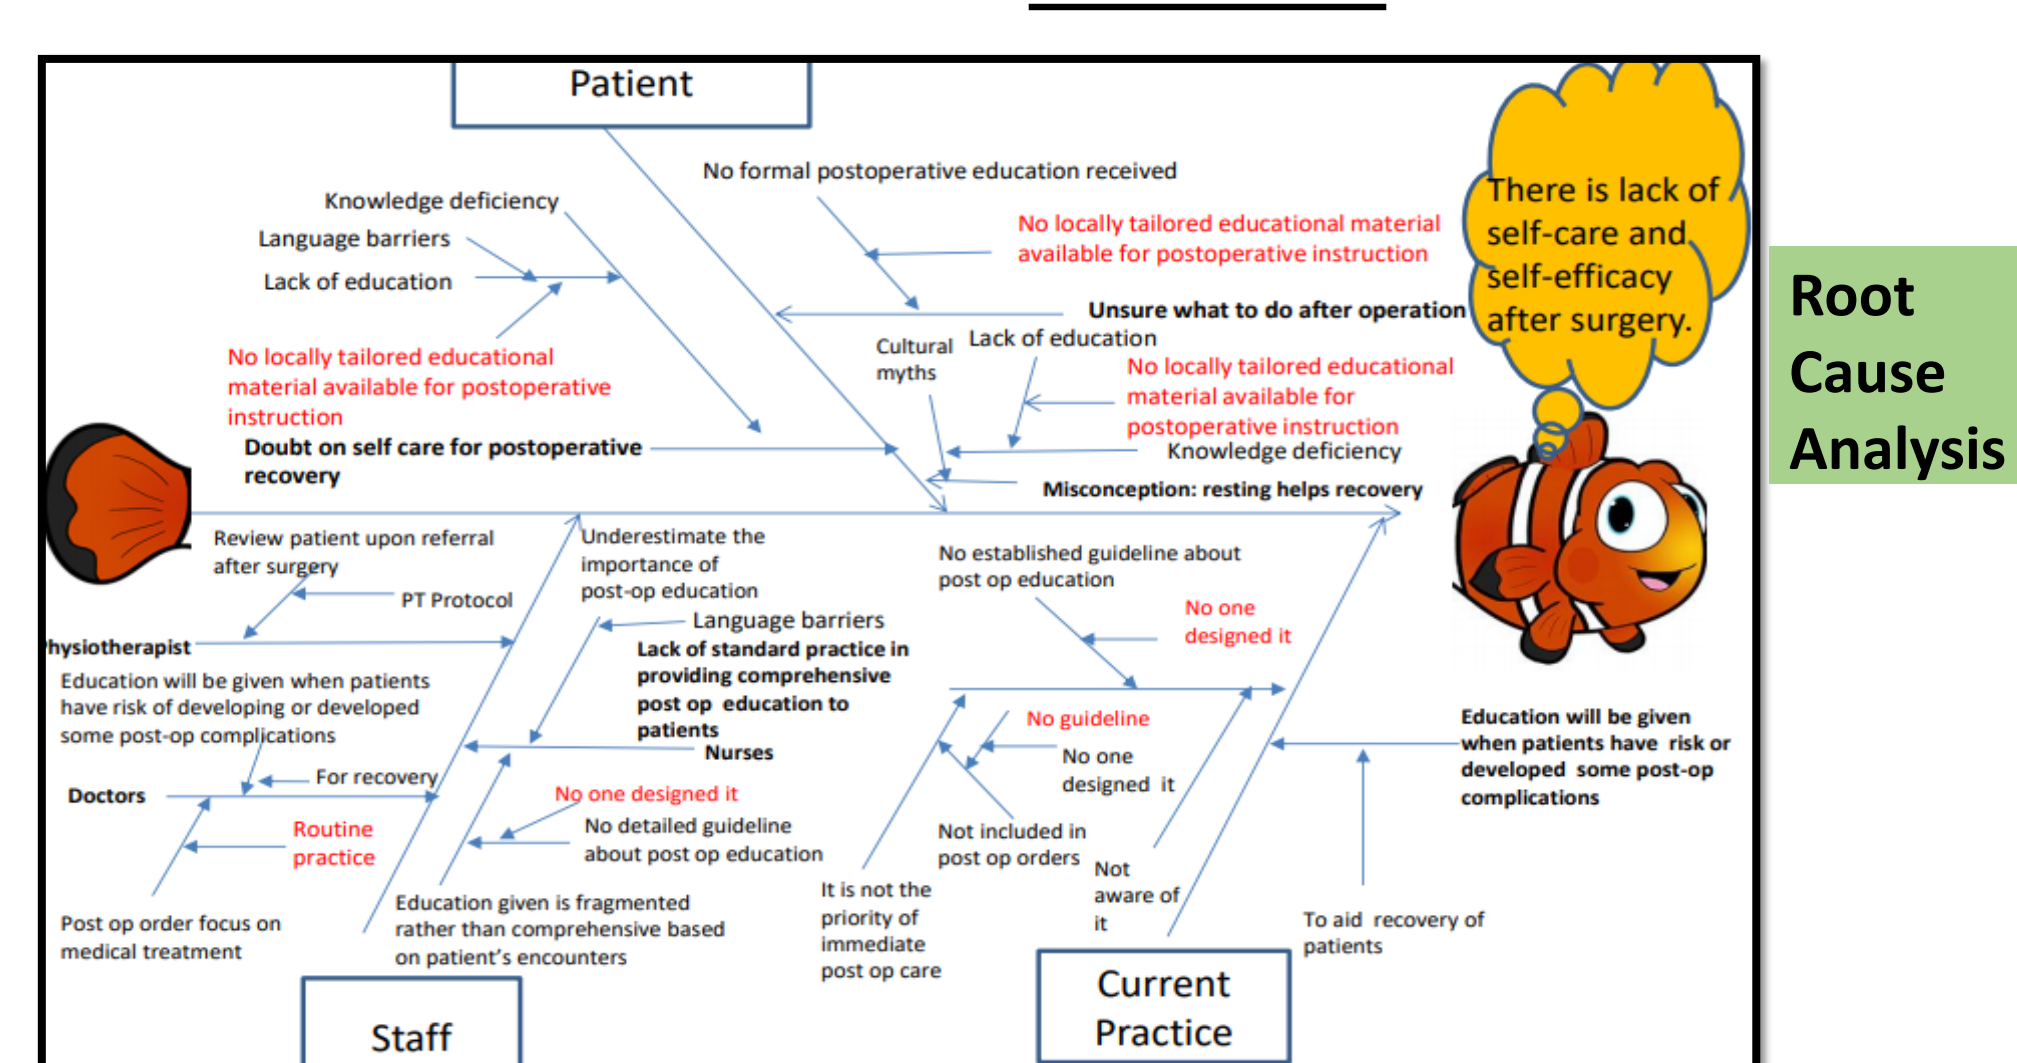 Patient
No formal postoperative education received
Knowledge deficiency
Language barriers
Lack of education
No locally tailored educational
material available for postoperative
instruction
Doubt on self care for postoperative
recovery
No locally tailored educational material
available for postoperative instruction
Unsure what to do after operation
Cultural
myths
Lack of education
No locally tailored educational
material available for
postoperative instruction
Knowledge deficiency
Misconception: resting helps recovery
There is lack of
self-care and
self-efficacy
after surgery.
Root
Cause
Analysis
Review patient upon referral
after surgery
PT Protocol
hysiotherapist
Education will be given when patients
have risk of developing or developed
some post-op complications
For recovery
Doctors
Routine
practice
Post op order focus on
medical treatment
Underestimate the
importance of
post-op education
Language barriers
Lack of standard practice in
providing comprehensive
post op education to
patients
Nurses
No one designed it
No detailed guideline
about post op education
Education given is fragmented
rather than comprehensive based
on patient's encounters
Staff
No established guideline about
post op education
No one
designed it
No guideline
No one
designed it
Not included in
post op orders
It is not the
priority of
immediate
post op care
Not
aware of
it
Education will be given
when patients have risk or
developed some post-op
complications
To aid recovery of
patients
Current
Practice